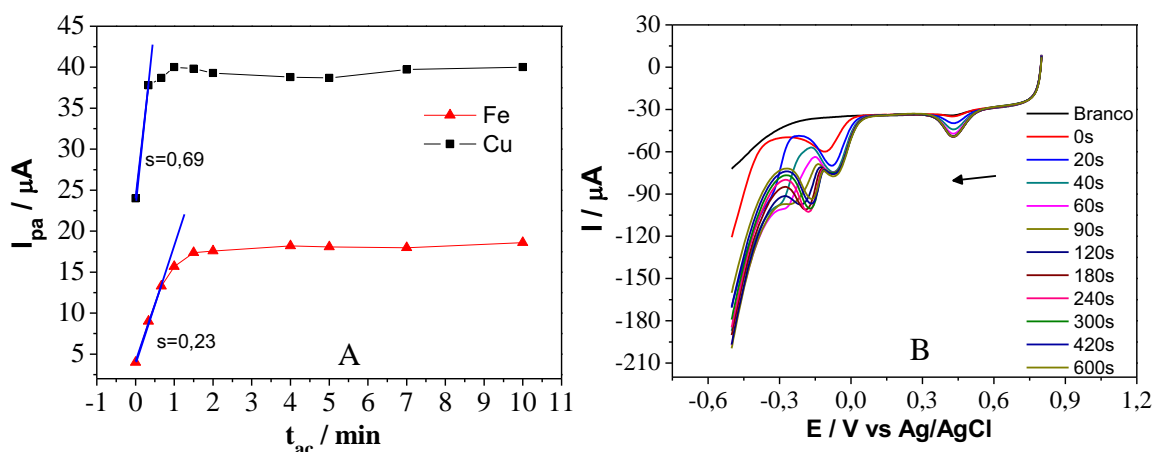 45
40
35
30
25
20
15
10
5
I_pa / µA
s=0,69
s=0,23
Fe
Cu
A
-1 0 1 2 3 4 5 6 7 8 9 10 11
t_ac / min
30
0
-30
-60
-90
-120
-150
-180
-210
I / µA
Branco
0s
20s
40s
60s
90s
120s
180s
240s
300s
420s
600s
B
-0,6 -0,3 0,0 0,3 0,6 0,9 1,2
E / V vs Ag/AgCl